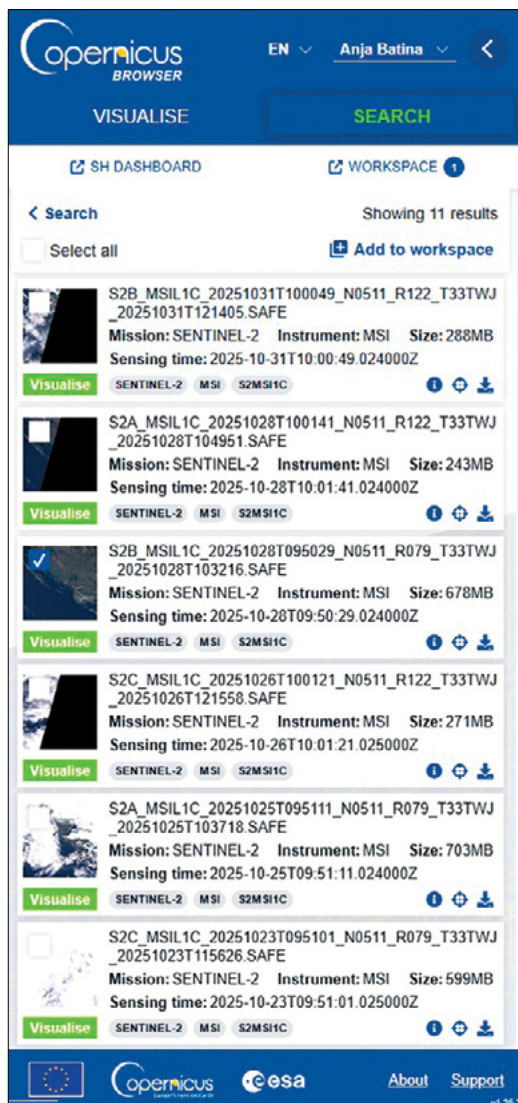 Copernicus
BROWSER
EN
Anja Batina
VISUALISE
SEARCH
SH DASHBOARD
WORKSPACE 1
Search
Showing 11 results
Select all
Add to workspace
S2B_MSIL1C_20251031T100049_N0511_R122_T33TWJ
_20251031T121405.SAFE
Mission: SENTINEL-2 Instrument: MSI Size: 288MB
Sensing time: 2025-10-31T10:00:49.024000Z
Visualise SENTINEL-2 MSI S2MSI1C
S2A_MSIL1C_20251028T100141_N0511_R122_T33TWJ
_20251028T104951.SAFE
Mission: SENTINEL-2 Instrument: MSI Size: 243MB
Sensing time: 2025-10-28T10:01:41.024000Z
Visualise SENTINEL-2 MSI S2MSI1C
S2B_MSIL1C_20251028T095029_N0511_R079_T33TWJ
_20251028T103216.SAFE
Mission: SENTINEL-2 Instrument: MSI Size: 678MB
Sensing time: 2025-10-28T09:50:29.024000Z
Visualise SENTINEL-2 MSI S2MSI1C
S2C_MSIL1C_20251026T100121_N0511_R122_T33TWJ
_20251026T121558.SAFE
Mission: SENTINEL-2 Instrument: MSI Size: 271MB
Sensing time: 2025-10-26T10:01:21.025000Z
Visualise SENTINEL-2 MSI S2MSI1C
S2A_MSIL1C_20251025T095111_N0511_R079_T33TWJ
_20251025T103718.SAFE
Mission: SENTINEL-2 Instrument: MSI Size: 703MB
Sensing time: 2025-10-25T09:51:11.024000Z
Visualise SENTINEL-2 MSI S2MSI1C
S2C_MSIL1C_20251023T095101_N0511_R079_T33TWJ
_20251023T115626.SAFE
Mission: SENTINEL-2 Instrument: MSI Size: 599MB
Sensing time: 2025-10-23T09:51:01.025000Z
Visualise SENTINEL-2 MSI S2MSI1C
Copernicus
Europe's eyes on Earth
esa
About
Support